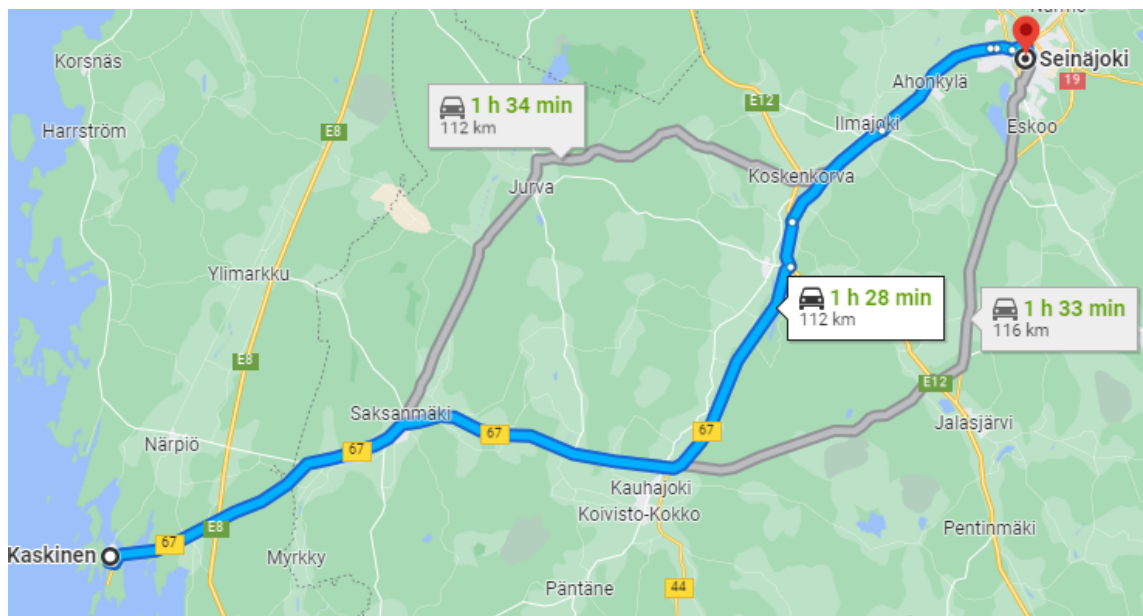 Korsnäs
Seinäjoki
Ahonkylä
19
1 h 34 min
112 km
E12
E8
Ilmajoki
Harrström
Eskoo
Koskenkorva
Jurva
Ylimarkku
1 h 28 min
112 km
1 h 33 min
116 km
E8
E12
Saksanmäki
Jalasjärvi
67
67
67
Närpiö
Kauhajoki
Koivisto-Kokko
E8
Pentinmäki
67
Kaskinen
Myrkky
Päntäne
44